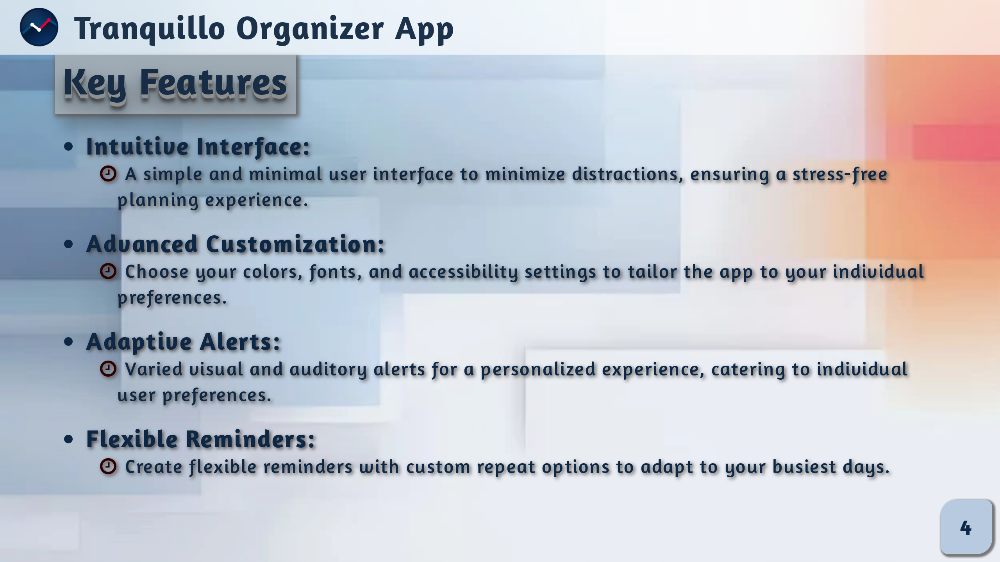 Tranquillo Organizer App
Key Features
• Intuitive Interface:
A simple and minimal user interface to minimize distractions, ensuring a stress-free
planning experience.
• Advanced Customization:
Choose your colors, fonts, and accessibility settings to tailor the app to your individual
preferences.
• Adaptive Alerts:
Varied visual and auditory alerts for a personalized experience, catering to individual
user preferences.
• Flexible Reminders:
Create flexible reminders with custom repeat options to adapt to your busiest days.
4